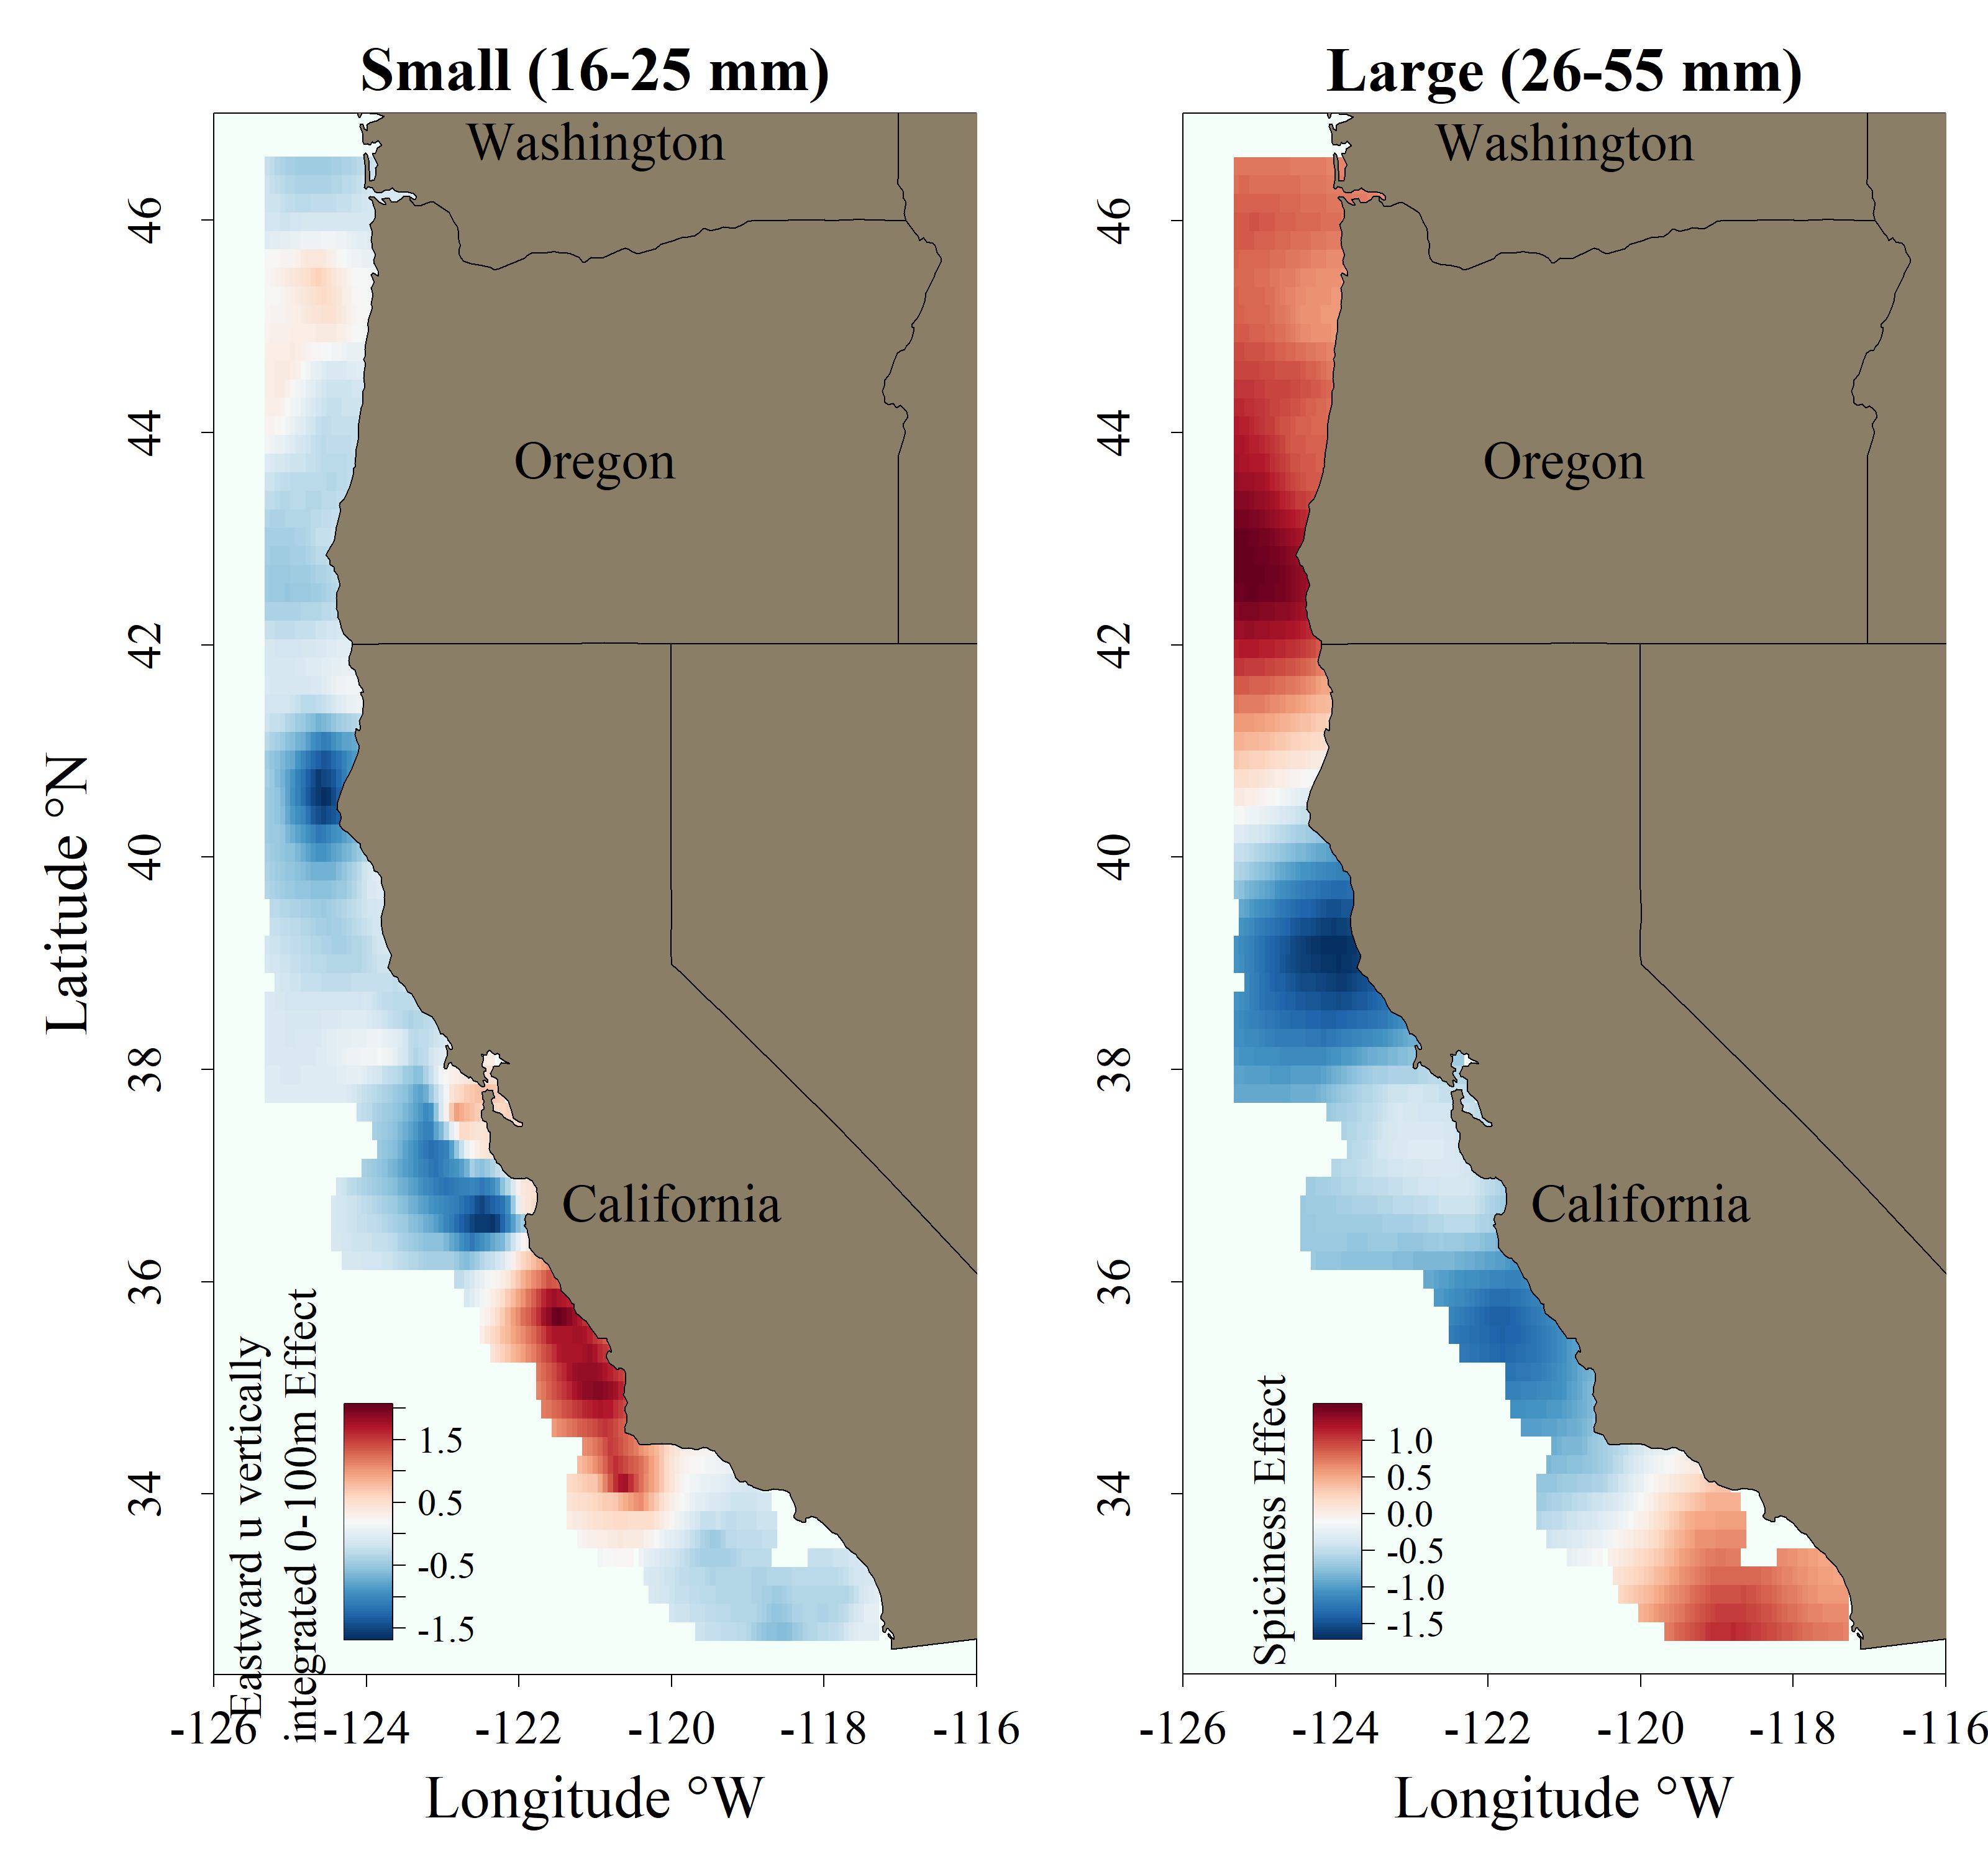 Small (16-25 mm)
Washington
Oregon
California
46
44
42
40
38
36
34
Latitude °N
Eastward u vertically
integrated 0-100m Effect
1.5
0.5
-0.5
-1.5
-126
-124
-122
-120
-118
-116
Longitude °W
Large (26-55 mm)
Washington
Oregon
California
46
44
42
40
38
36
34
Spiciness Effect
1.0
0.5
0.0
-0.5
-1.0
-1.5
-126
-124
-122
-120
-118
-116
Longitude °W